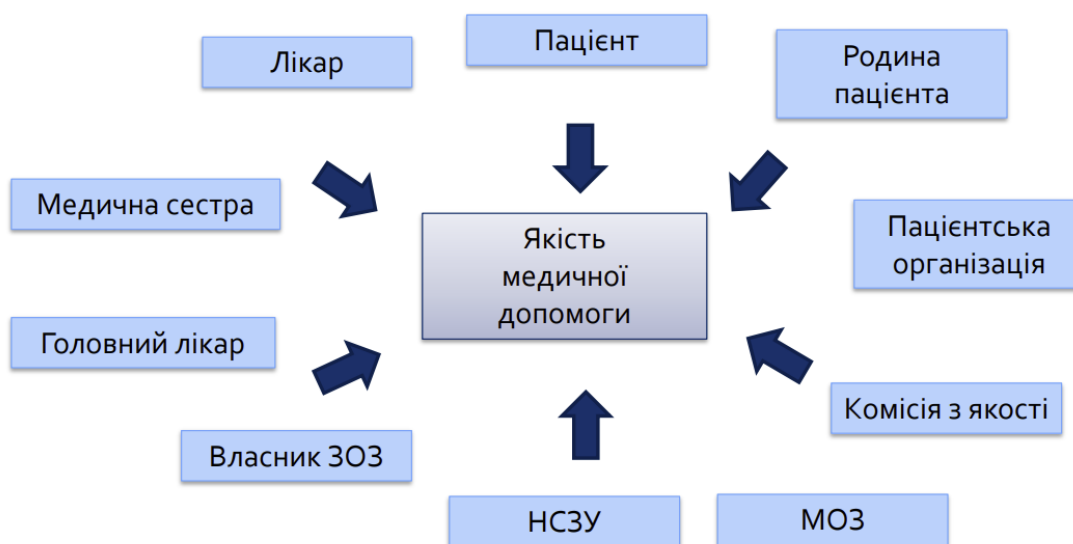 Лікар
Пацієнт
Родина
пацієнта
Медична сестра
Якість
медичної
допомоги
Пацієнтська
організація
Головний лікар
Комісія з якості
Власник ЗОЗ
НСЗУ
МОЗ